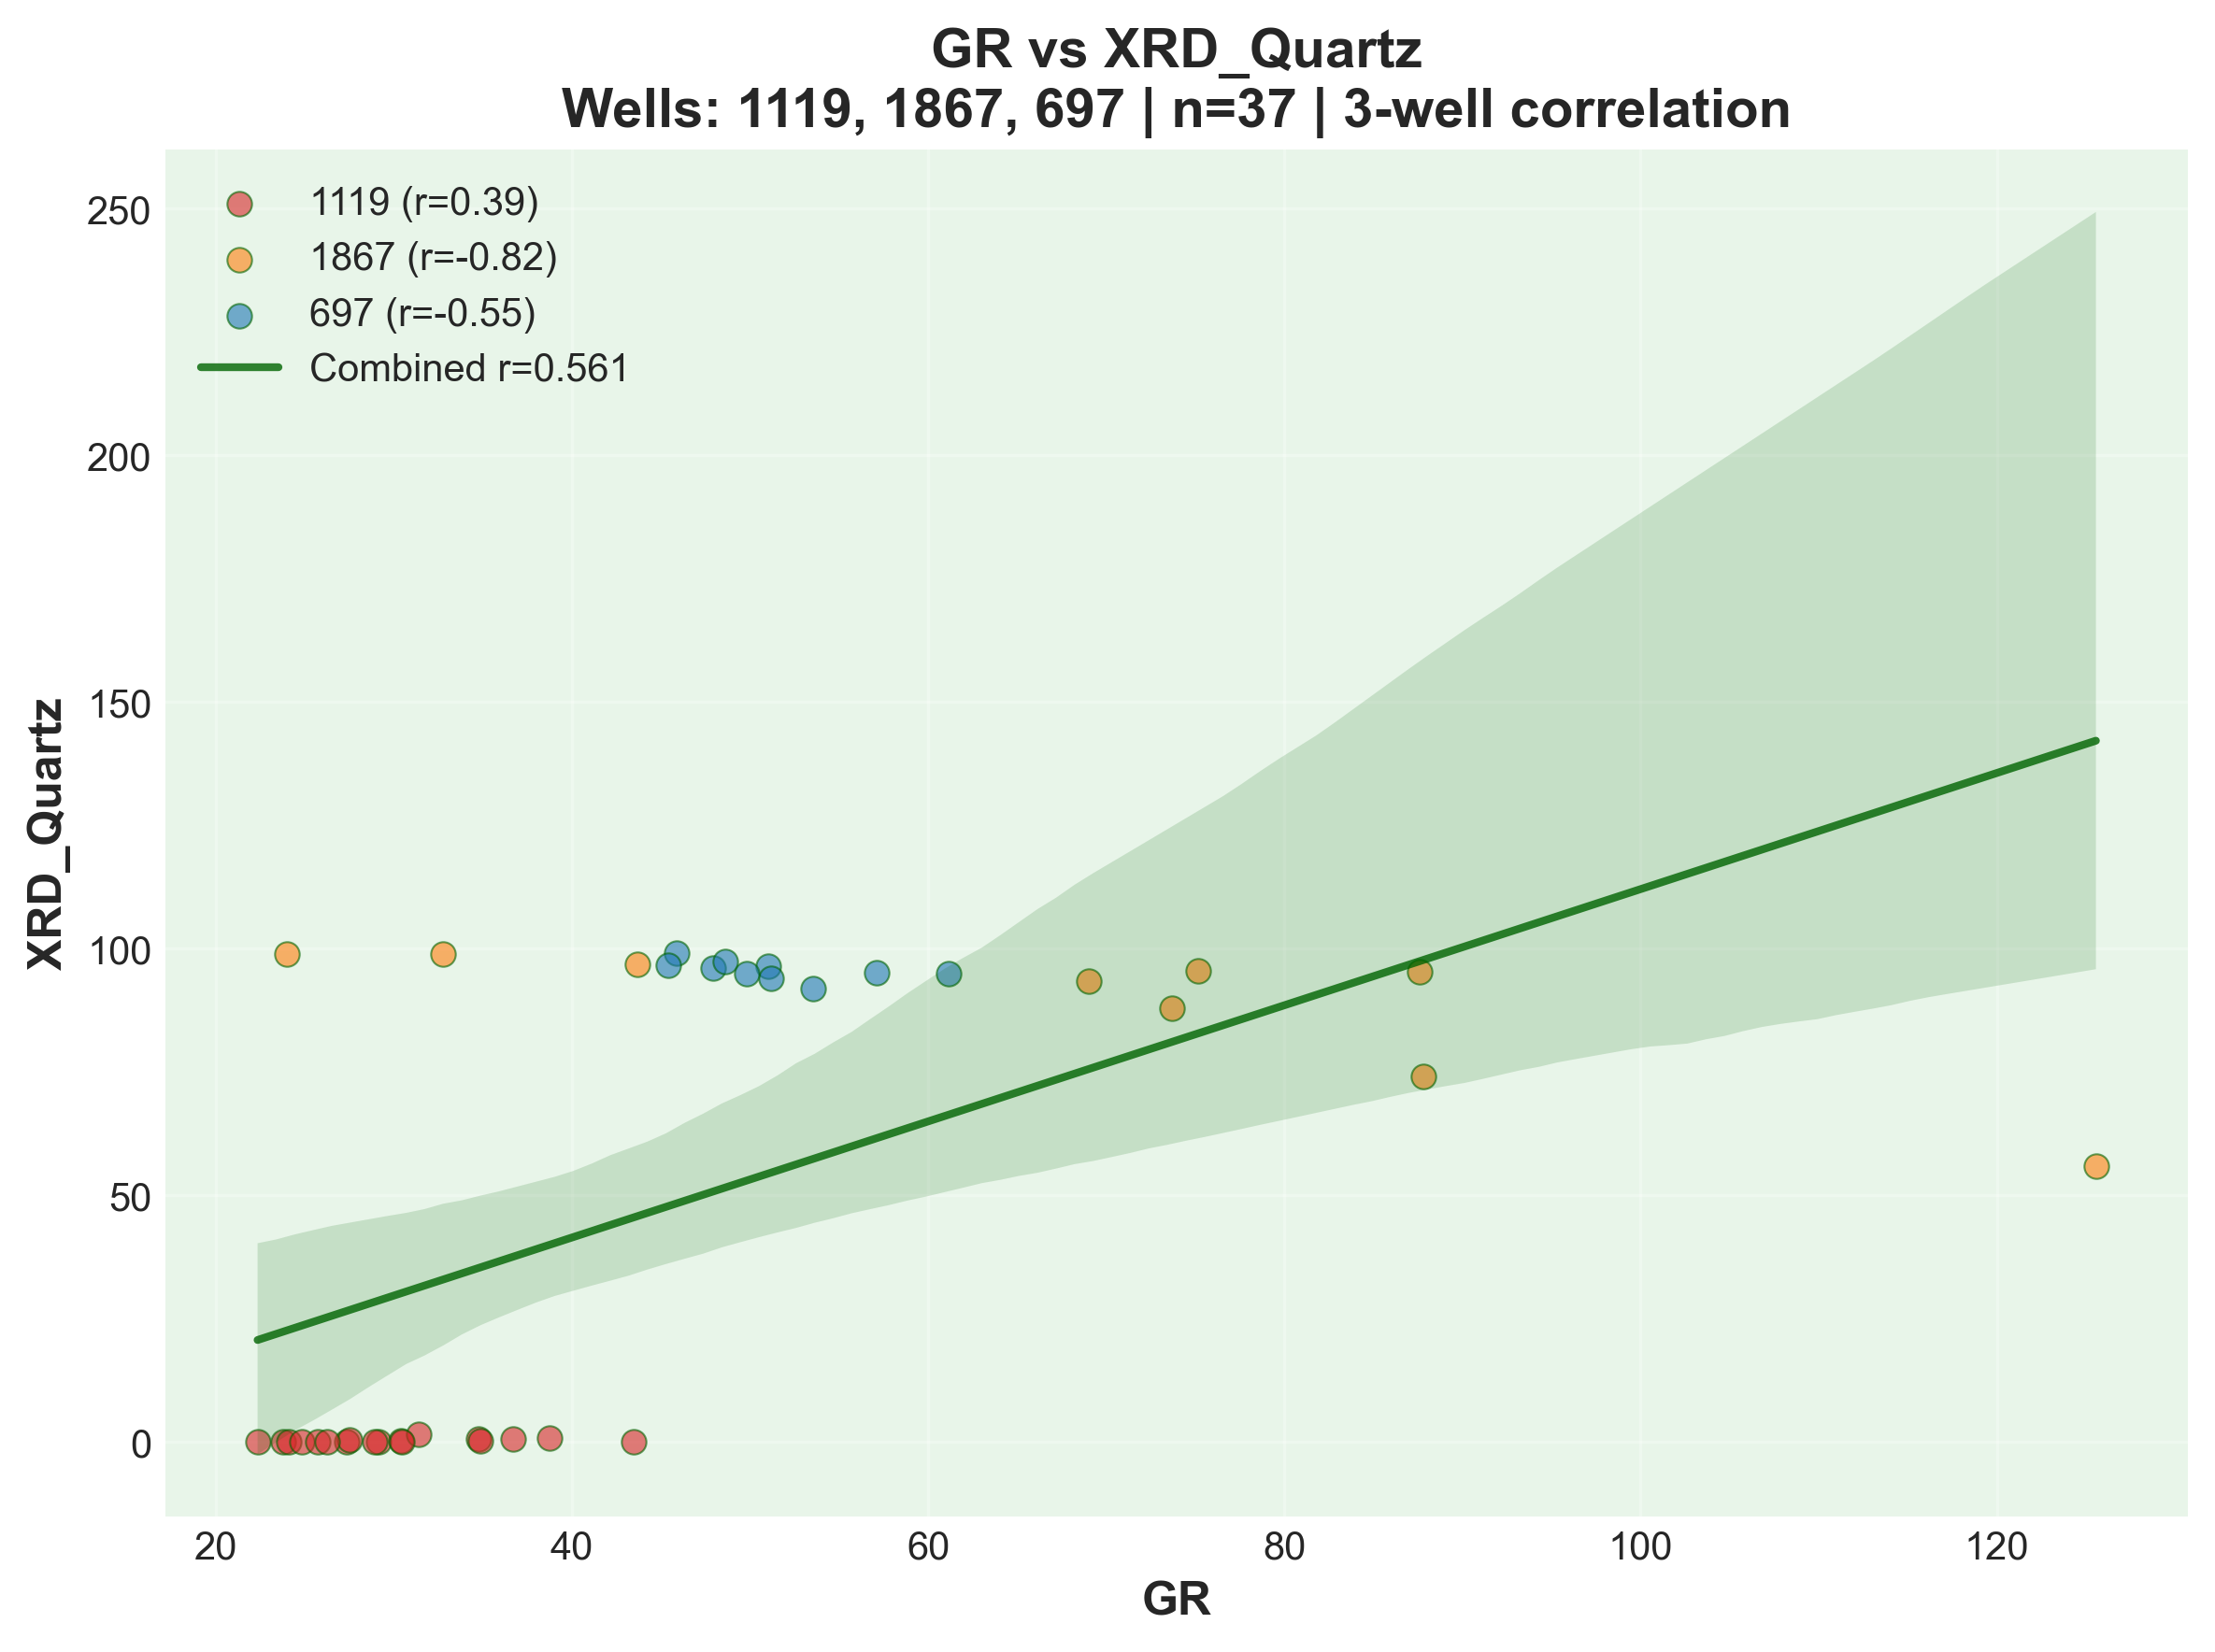 GR vs XRD_Quartz
Wells: 1119, 1867, 697 | n=37 | 3-well correlation
1119 (r=0.39)
1867 (r=-0.82)
697 (r=-0.55)
Combined r=0.561
250
200
150
100
50
0
XRD_Quartz
20 40 60 80 100 120
GR